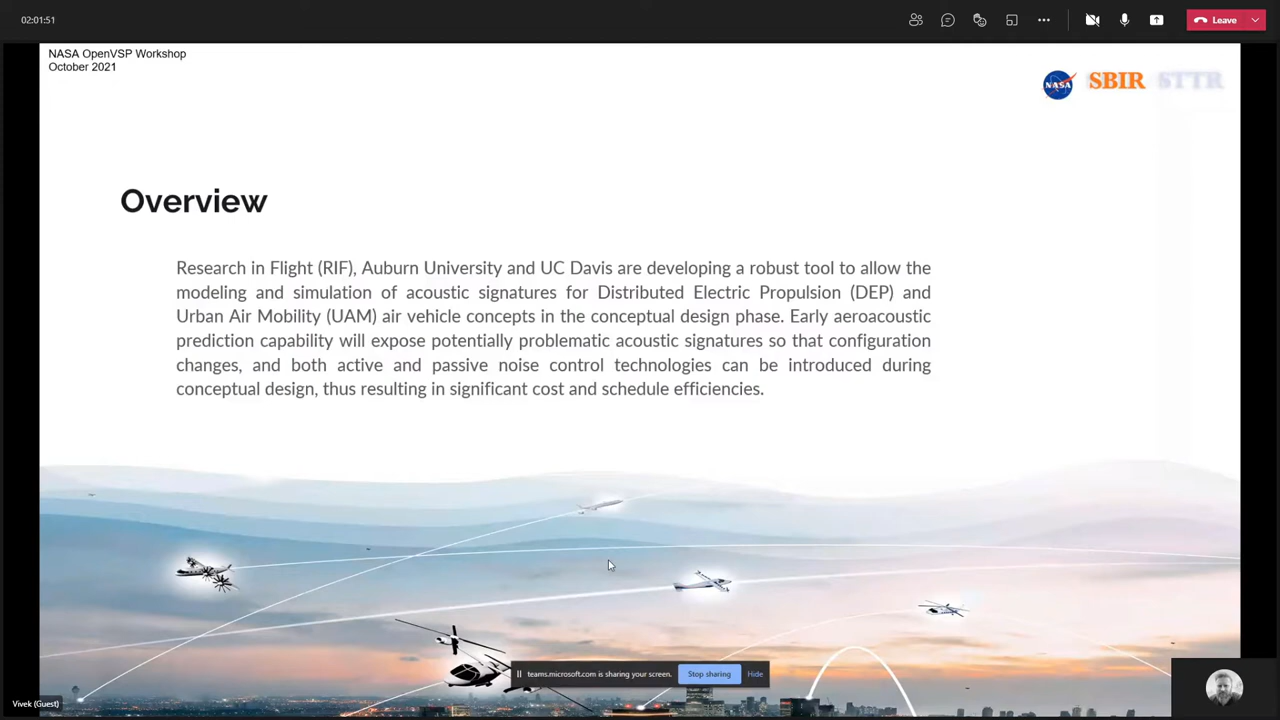 02:01:51
Leave
NASA OpenVSP Workshop
October 2021
NASA
SBIR STTR
Overview
Research in Flight (RIF), Auburn University and UC Davis are developing a robust tool to allow the
modeling and simulation of acoustic signatures for Distributed Electric Propulsion (DEP) and
Urban Air Mobility (UAM) air vehicle concepts in the conceptual design phase. Early aeroacoustic
prediction capability will expose potentially problematic acoustic signatures so that configuration
changes, and both active and passive noise control technologies can be introduced during
conceptual design, thus resulting in significant cost and schedule efficiencies.
teams.microsoft.com is sharing your screen.
Stop sharing
Hide
Vivek (Guest)